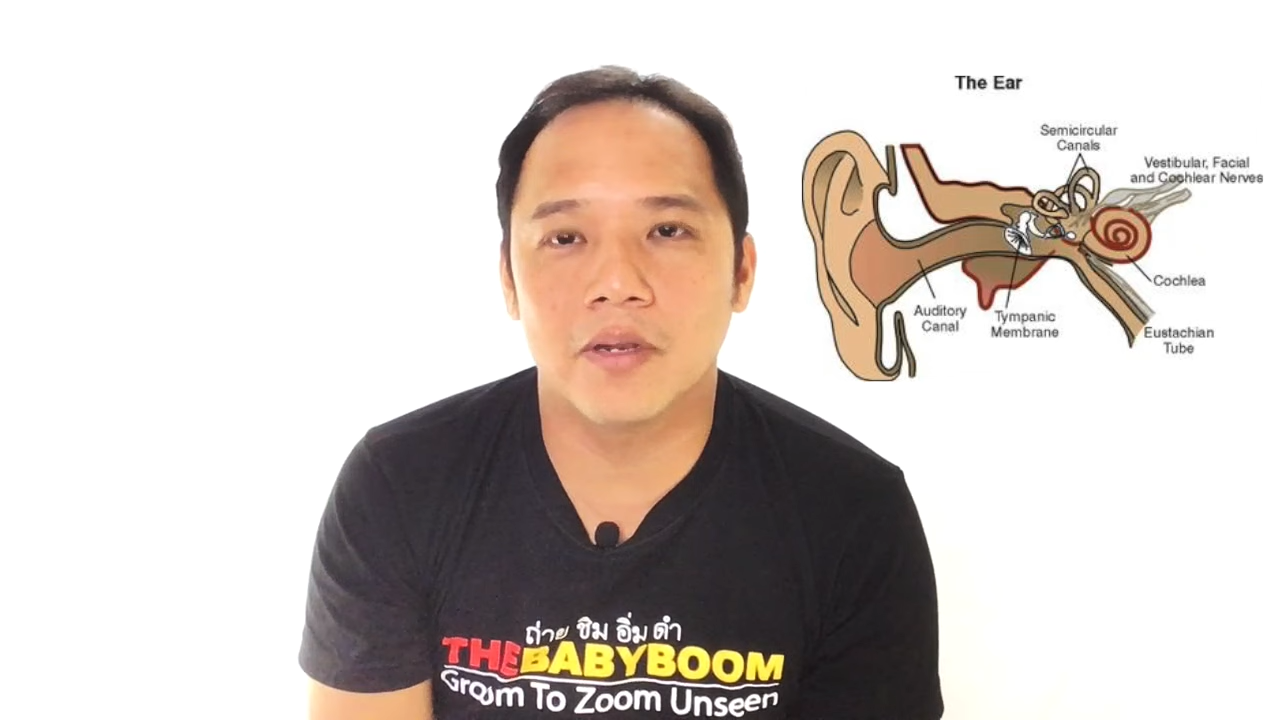 The Ear
Semicircular
Canals
Vestibular, Facial
and Cochlear Nerves
Cochlea
Auditory
Canal
Tympanic
Membrane
Eustachian
Tube
ถ่าย ชิม อิ่ม ดำ
THEBABYBOOM
Groom To Zoom Unseen